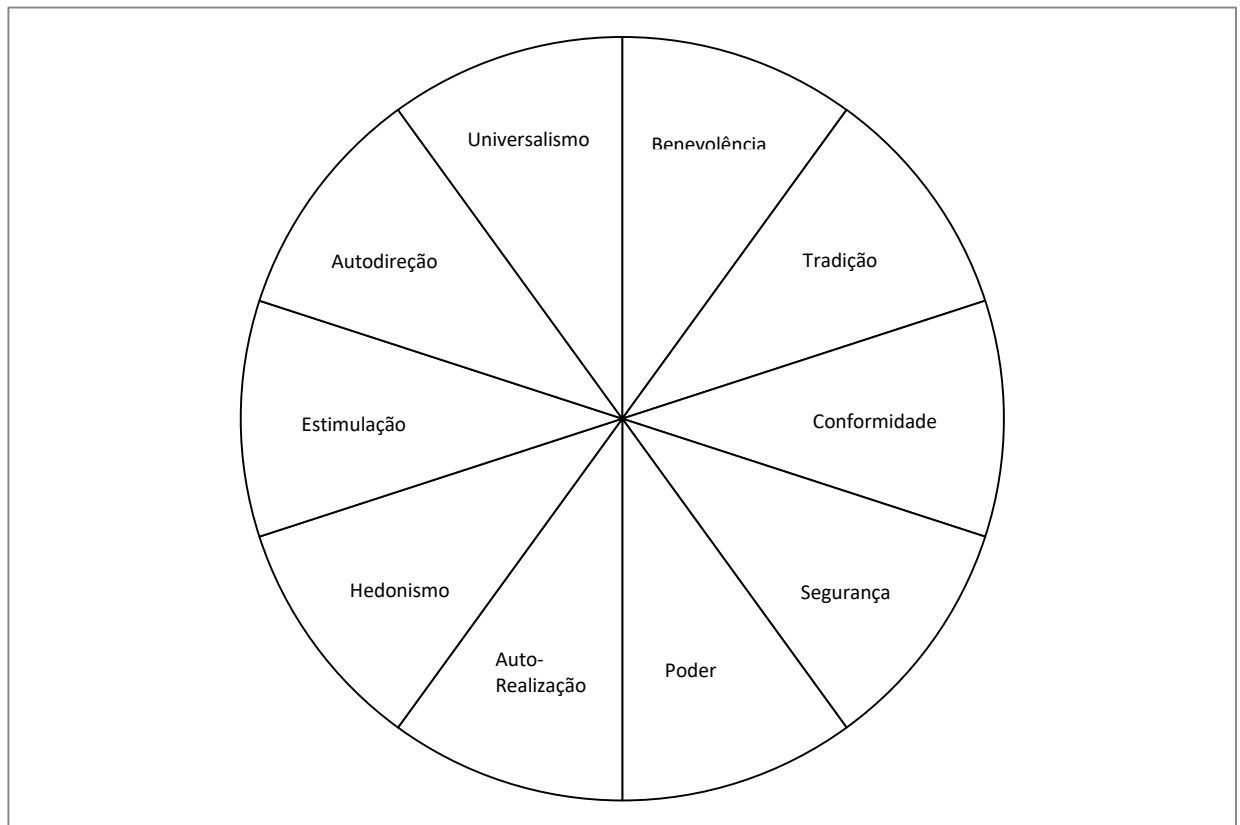 Universalismo
Benevolência
Autodireção
Tradição
Estimulação
Conformidade
Hedonismo
Segurança
Auto-
Realização
Poder